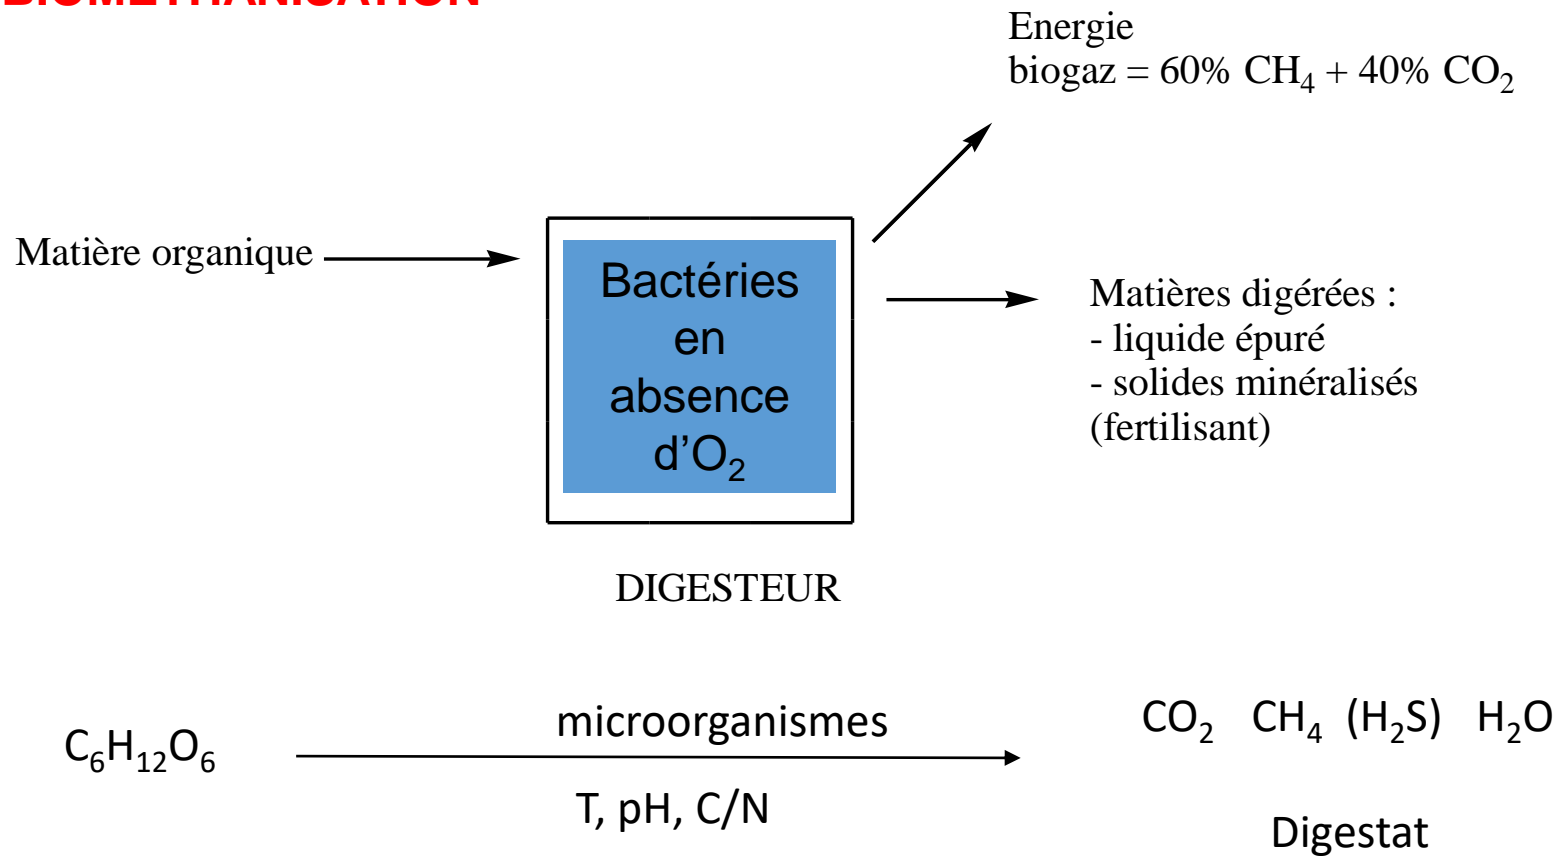 BIOMETHANISATION
Energie
biogaz = 60% CH₄ + 40% CO₂
Matière organique
Bactéries
en
absence
d’O₂
Matières digérées :
- liquide épuré
- solides minéralisés
(fertilisant)
DIGESTEUR
C₆H₁₂O₆
microorganismes
T, pH, C/N
CO₂ CH₄ (H₂S) H₂O
Digestat